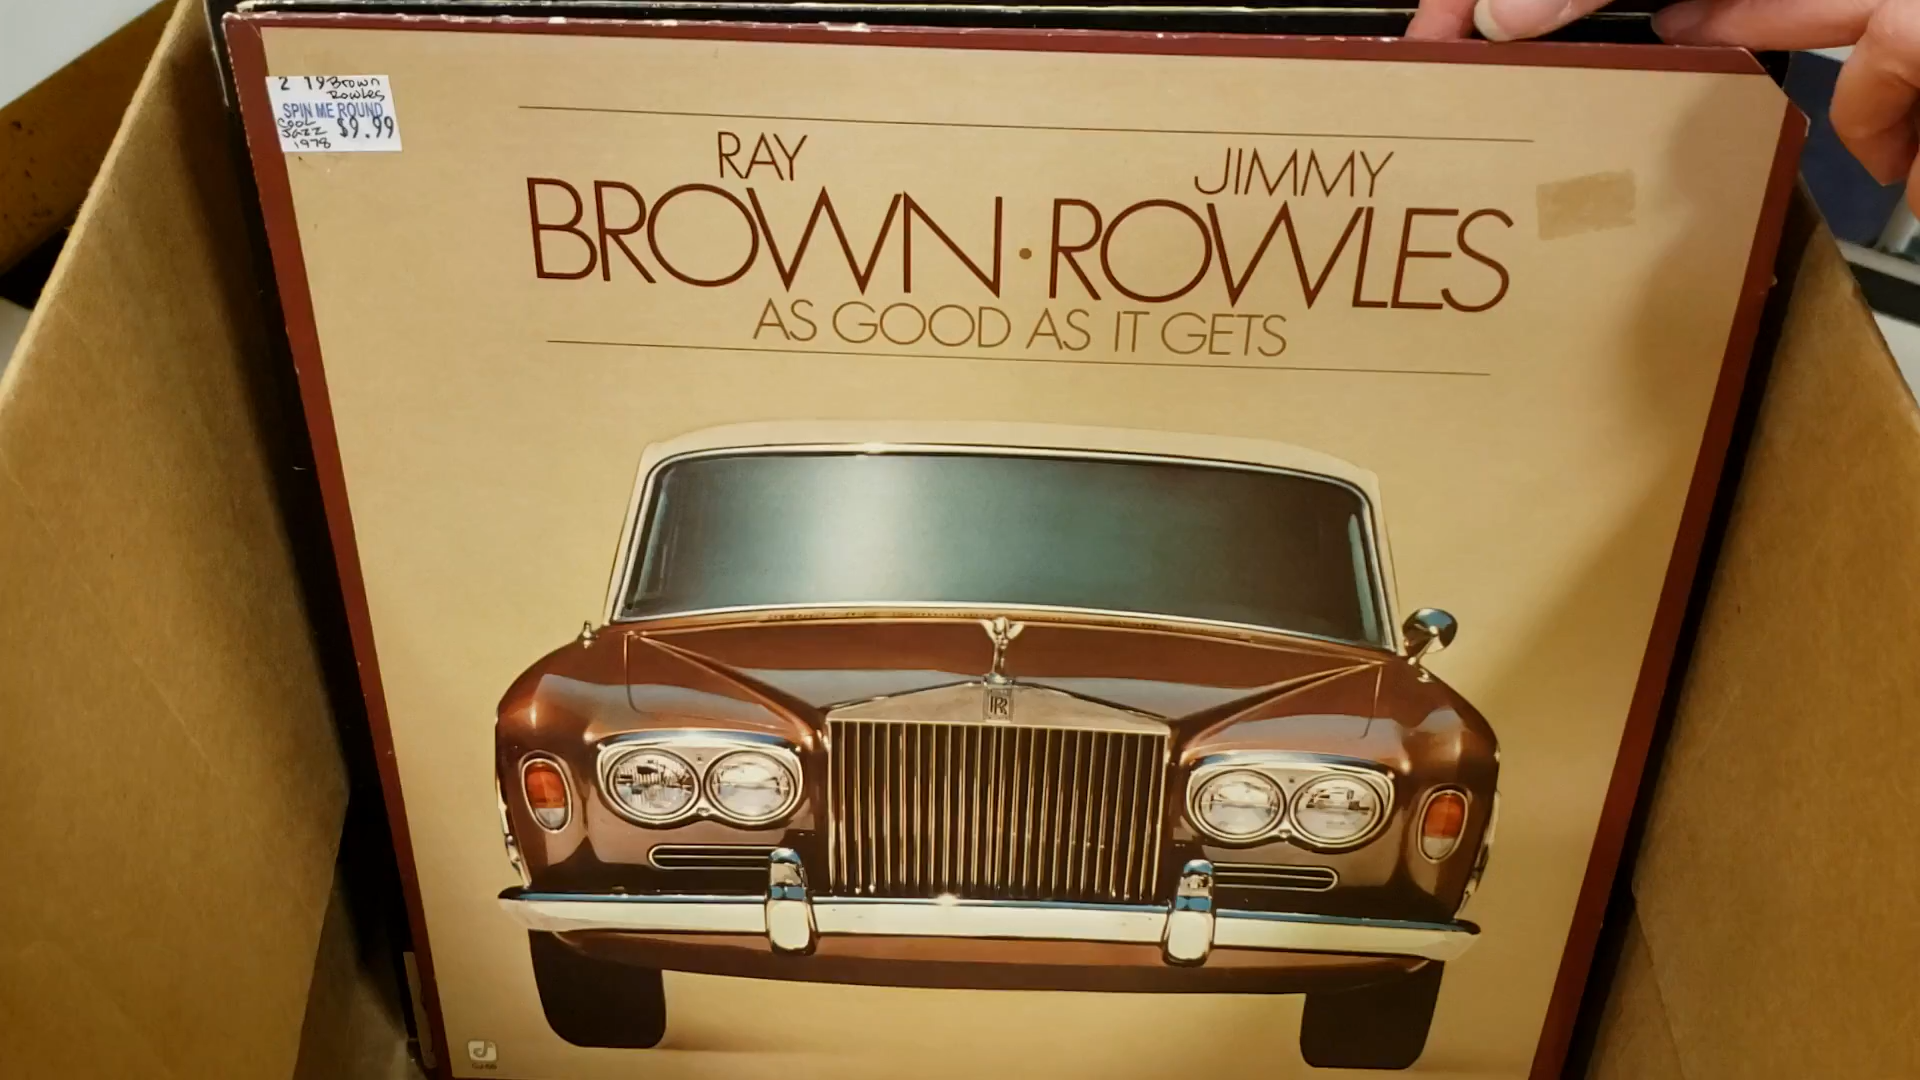 2 19 Brown
Rowles
SPIN ME ROUND
COOL
JAZZ $9.99
1978
RAY JIMMY
BROWN · ROWLES
AS GOOD AS IT GETS
R